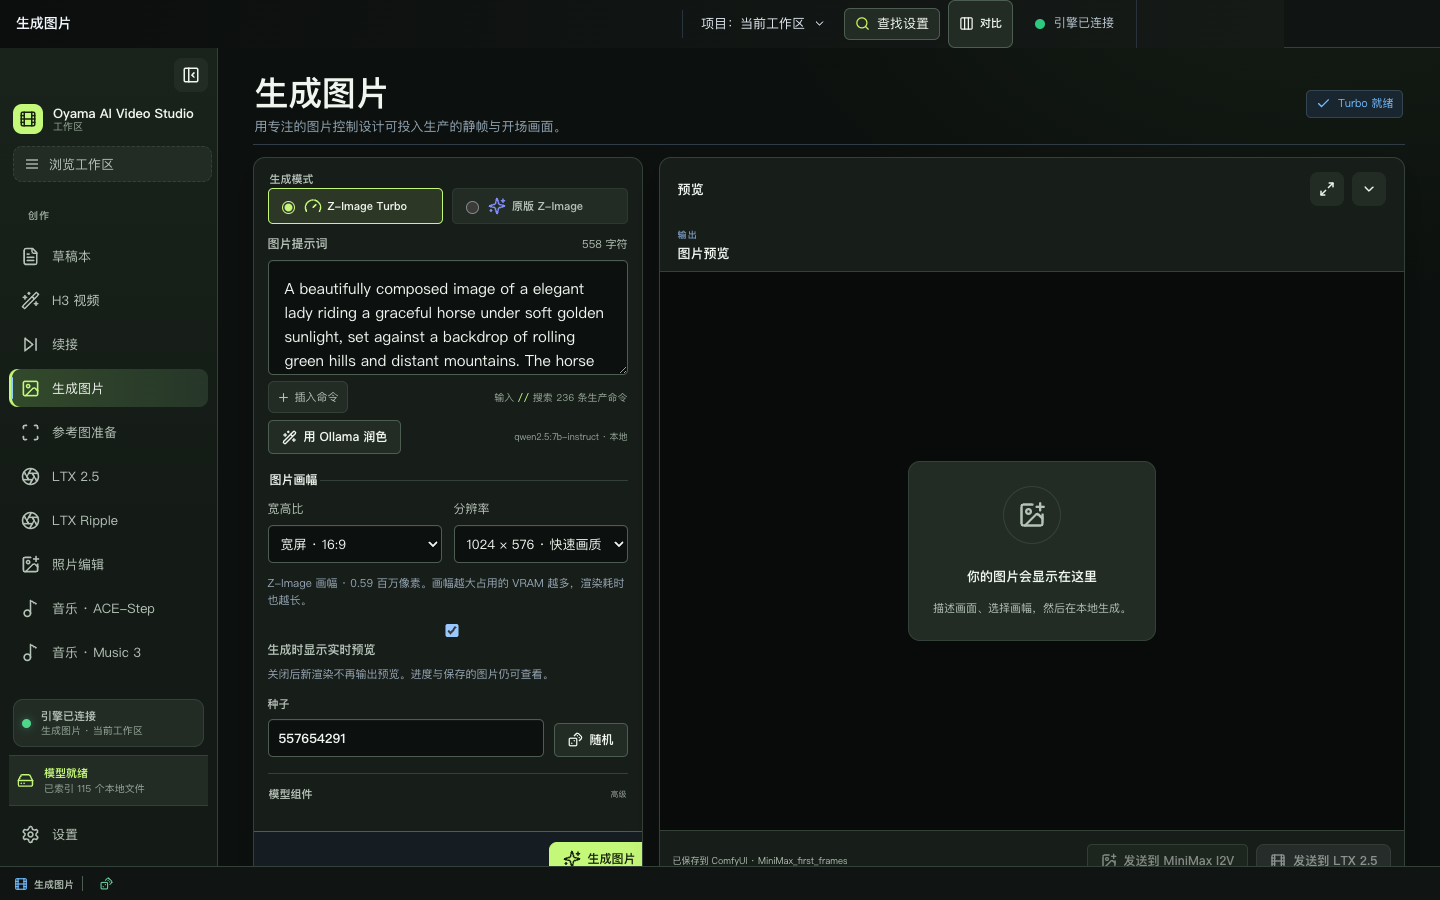 生成图片
项目：当前工作区
查找设置
对比
引擎已连接
Oyama AI Video Studio
工作区
浏览工作区
创作
草稿本
H3 视频
续接
生成图片
参考图准备
LTX 2.5
LTX Ripple
照片编辑
音乐 · ACE-Step
音乐 · Music 3
引擎已连接
生成图片 · 当前工作区
模型就绪
已索引 115 个本地文件
设置
生成图片
用专注的图片控制设计可投入生产的静帧与开场画面。
Turbo 就绪
生成模式
Z-Image Turbo
原版 Z-Image
图片提示词
558 字符
A beautifully composed image of a elegant
lady riding a graceful horse under soft golden
sunlight, set against a backdrop of rolling
green hills and distant mountains. The horse
插入命令
输入 // 搜索 236 条生产命令
用 Ollama 润色
qwen2.5:7b-instruct · 本地
图片画幅
宽高比
分辨率
宽屏 · 16:9
1024 × 576 · 快速画质
Z-Image 画幅 · 0.59 百万像素。画幅越大占用的 VRAM 越多，渲染耗时
也越长。
生成时显示实时预览
关闭后新渲染不再输出预览。进度与保存的图片仍可查看。
种子
557654291
随机
模型组件
高级
生成图片
预览
输出
图片预览
你的图片会显示在这里
描述画面、选择画幅，然后在本地生成。
已保存到 ComfyUI · MiniMax_first_frames
发送到 MiniMax I2V
发送到 LTX 2.5
生成图片